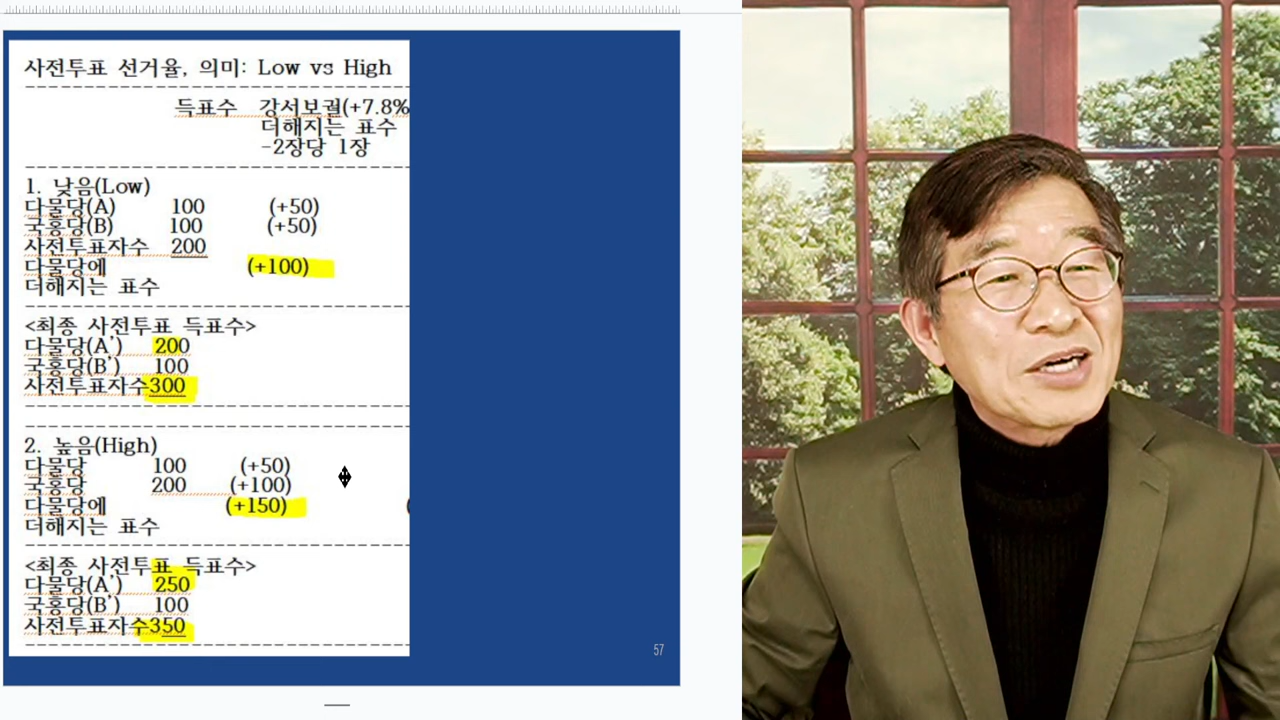 사전투표 선거율, 의미: Low vs High
득표수 강서보궐(+7.8%
더해지는 표수
-2장당 1장
1. 낮음(Low)
다물당(A) 100 (+50)
국홍당(B) 100 (+50)
사전투표자수 200
다물당에 (+100)
더해지는 표수
<최종 사전투표 득표수>
다물당(A') 200
국홍당(B') 100
사전투표자수300
2. 높음(High)
다물당 100 (+50)
국홍당 200 (+100)
다물당에 (+150) (
더해지는 표수
<최종 사전투표 득표수>
다물당(A') 250
국홍당(B') 100
사전투표자수350
57